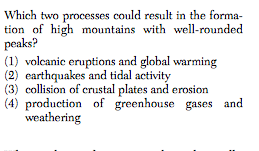 Which two processes could result in the forma-
tion of high mountains with well-rounded
peaks?
(1) volcanic eruptions and global warming
(2) earthquakes and tidal activity
(3) collision of crustal plates and erosion
(4) production of greenhouse gases and
weathering